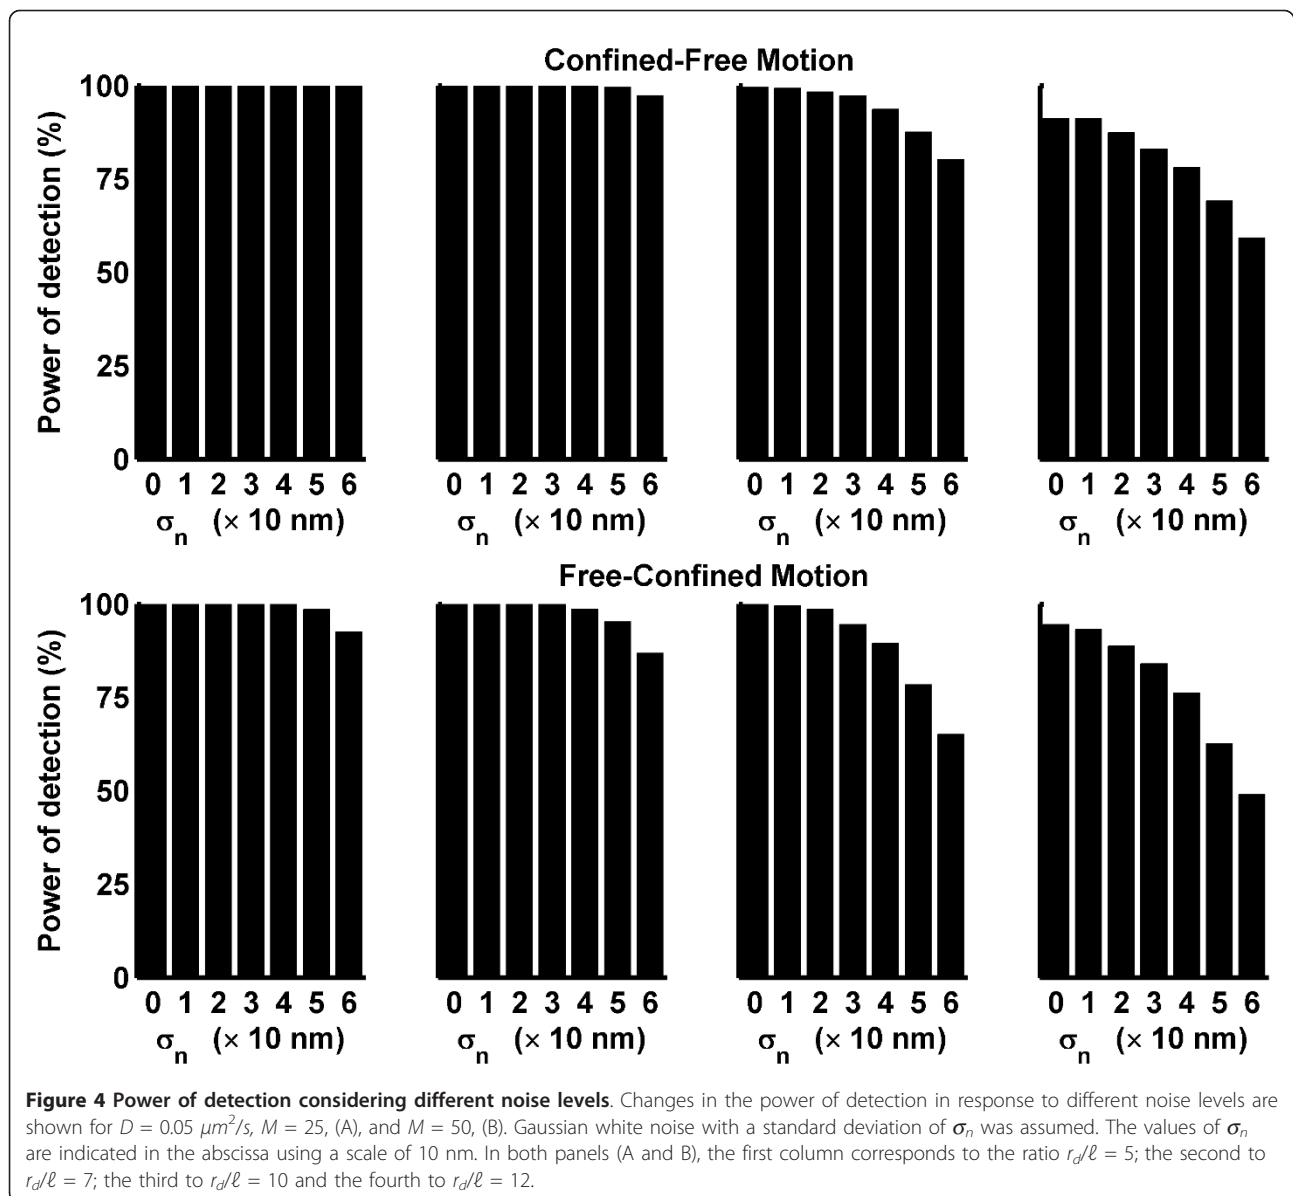 Confined-Free Motion
Power of detection (%)
100
75
50
25
0
0 1 2 3 4 5 6
σn (× 10 nm)
0 1 2 3 4 5 6
σn (× 10 nm)
0 1 2 3 4 5 6
σn (× 10 nm)
0 1 2 3 4 5 6
σn (× 10 nm)
Free-Confined Motion
Power of detection (%)
100
75
50
25
0
0 1 2 3 4 5 6
σn (× 10 nm)
0 1 2 3 4 5 6
σn (× 10 nm)
0 1 2 3 4 5 6
σn (× 10 nm)
0 1 2 3 4 5 6
σn (× 10 nm)
Figure 4 Power of detection considering different noise levels. Changes in the power of detection in response to different noise levels are
shown for D = 0.05 μm²/s, M = 25, (A), and M = 50, (B). Gaussian white noise with a standard deviation of σn was assumed. The values of σn
are indicated in the abscissa using a scale of 10 nm. In both panels (A and B), the first column corresponds to the ratio rd/ℓ = 5; the second to
rd/ℓ = 7; the third to rd/ℓ = 10 and the fourth to rd/ℓ = 12.